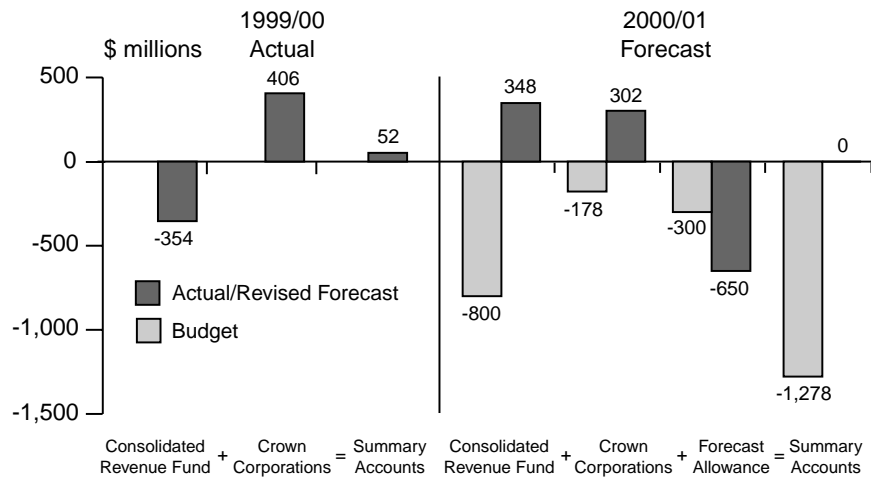 1999/00
Actual
2000/01
Forecast
$ millions
500
0
-500
-1,000
-1,500
-354
406
52
-800
348
-178
302
-300
-650
-1,278
0
Actual/Revised Forecast
Budget
Consolidated Revenue Fund + Crown Corporations = Summary Accounts
Consolidated Revenue Fund + Crown Corporations + Forecast Allowance = Summary Accounts